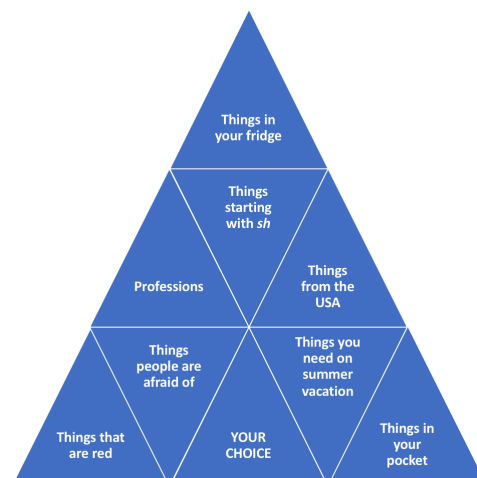 Things in
your fridge
Things
starting
with sh
Professions
Things
from the
USA
Things
people are
afraid of
Things you
need on
summer
vacation
Things that
are red
YOUR
CHOICE
Things in
your
pocket